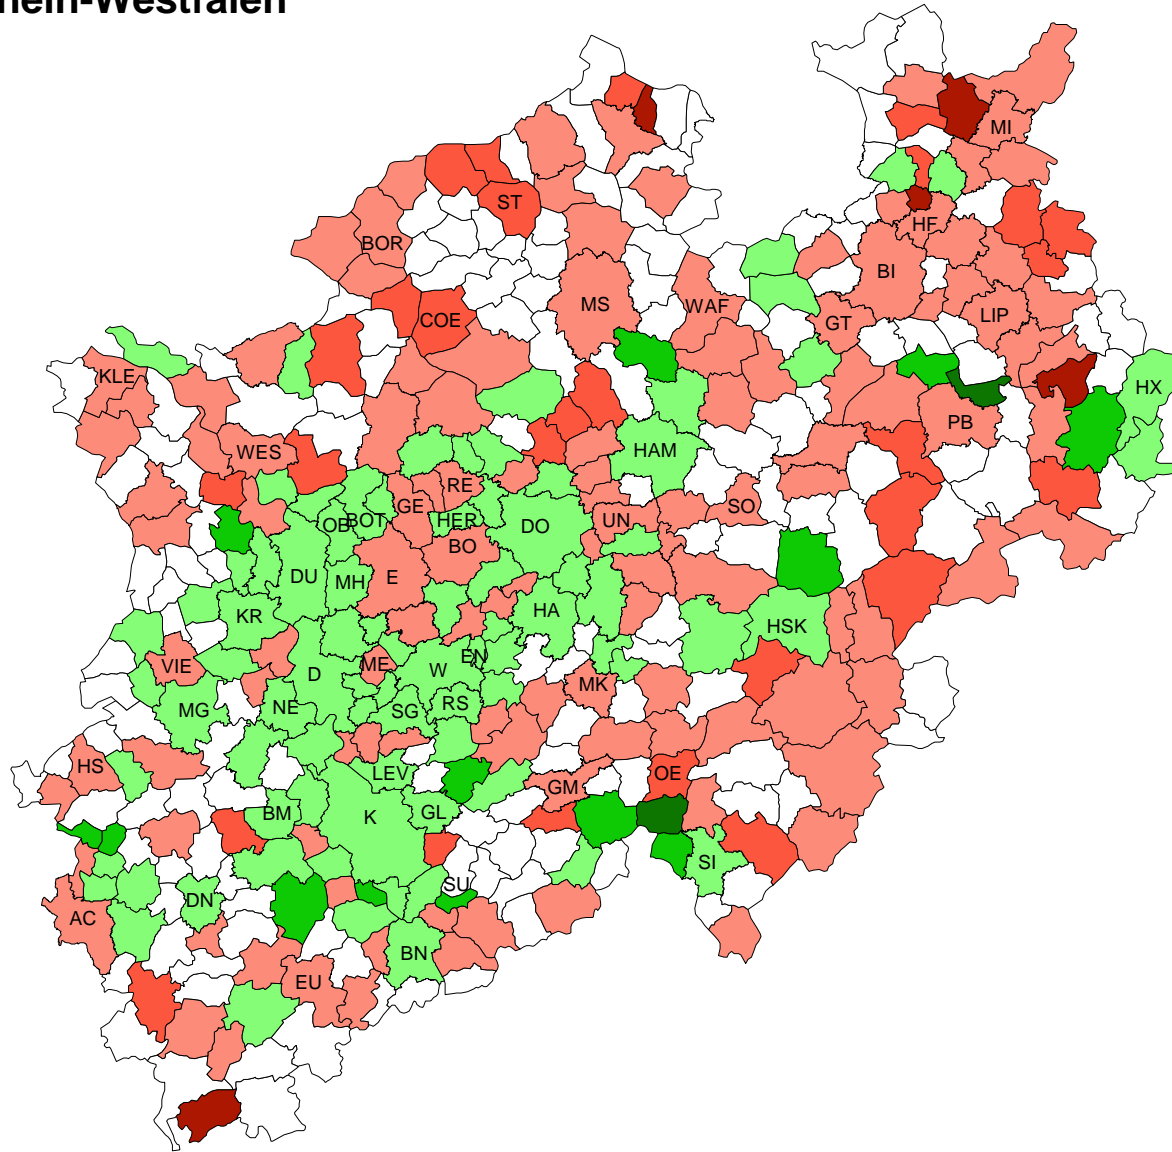 hein-Westfalen
MI
ST
HF
BOR
BI
MS
WAF
LIP
COE
GT
KLE
HX
PB
WES
HAM
RE
GE
SO
OB
BOT
HER
DO
UN
BO
DU
MH
E
HA
KR
HSK
EN
VIE
ME
W
D
MK
MG
NE
SG
RS
HS
LEV
OE
GM
BM
K
GL
SI
SU
DN
AC
BN
EU